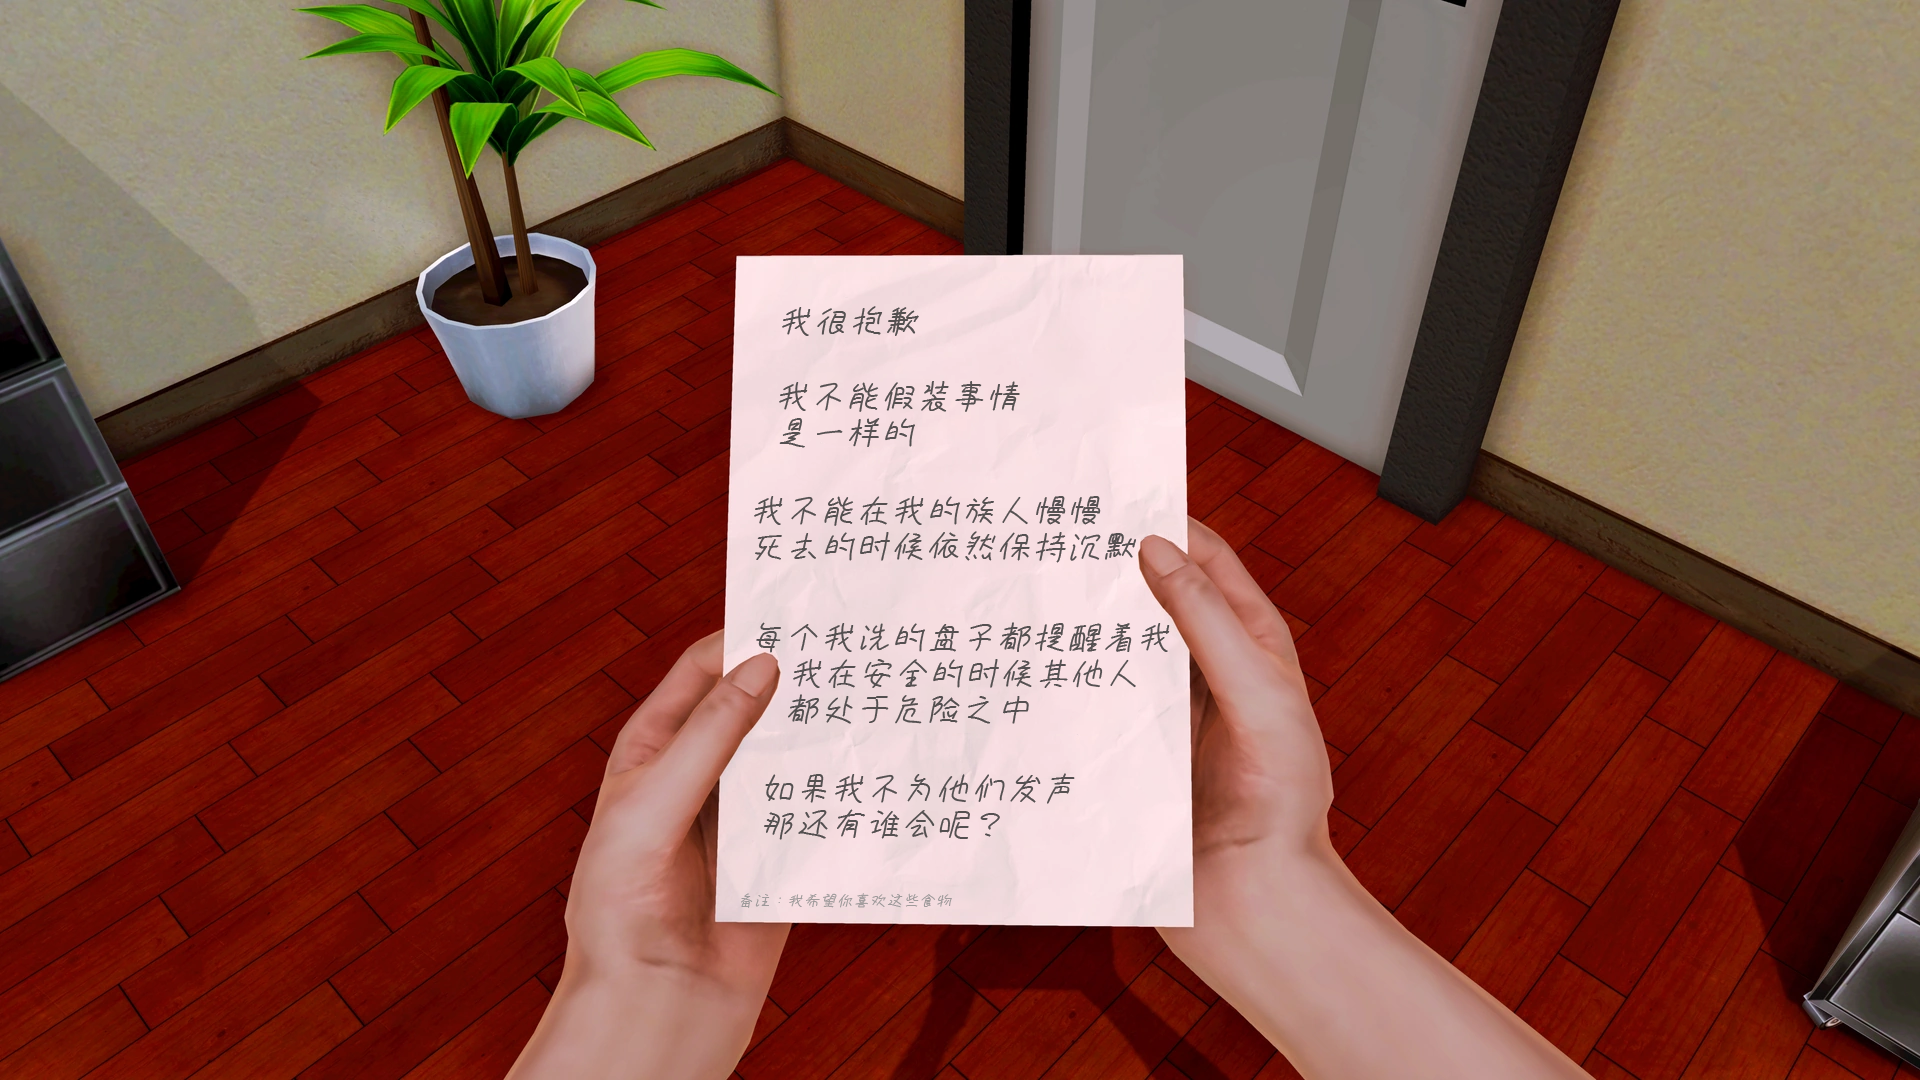 我很抱歉
我不能假装事情
是一样的
我不能在我的族人慢慢
死去的时候依然保持沉默
每个我洗的盘子都提醒着我
我在安全的时候其他人
都处于危险之中
如果我不为他们发声
那还有谁会呢？
备注：我希望你喜欢这些食物